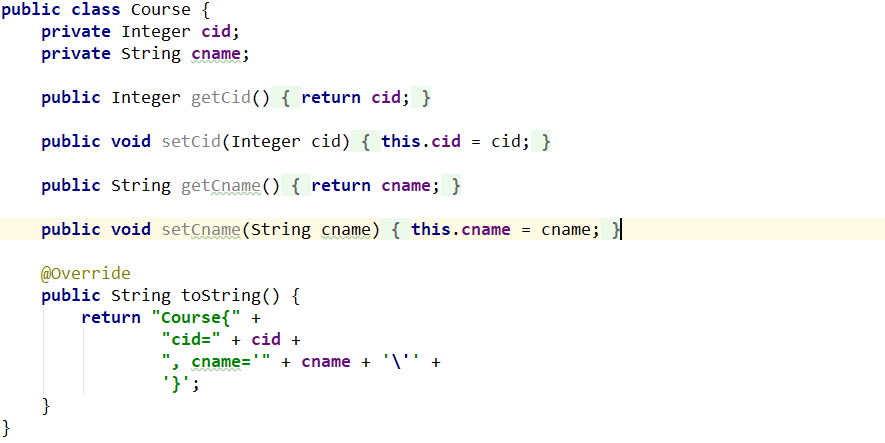 public class Course {
    private Integer cid;
    private String cname;
    public Integer getCid() { return cid; }
    public void setCid(Integer cid) { this.cid = cid; }
    public String getCname() { return cname; }
    public void setCname(String cname) { this.cname = cname; }
    @Override
    public String toString() {
        return "Course{" +
                "cid=" + cid +
                ", cname='" + cname + '\'' +
                '}';
    }
}